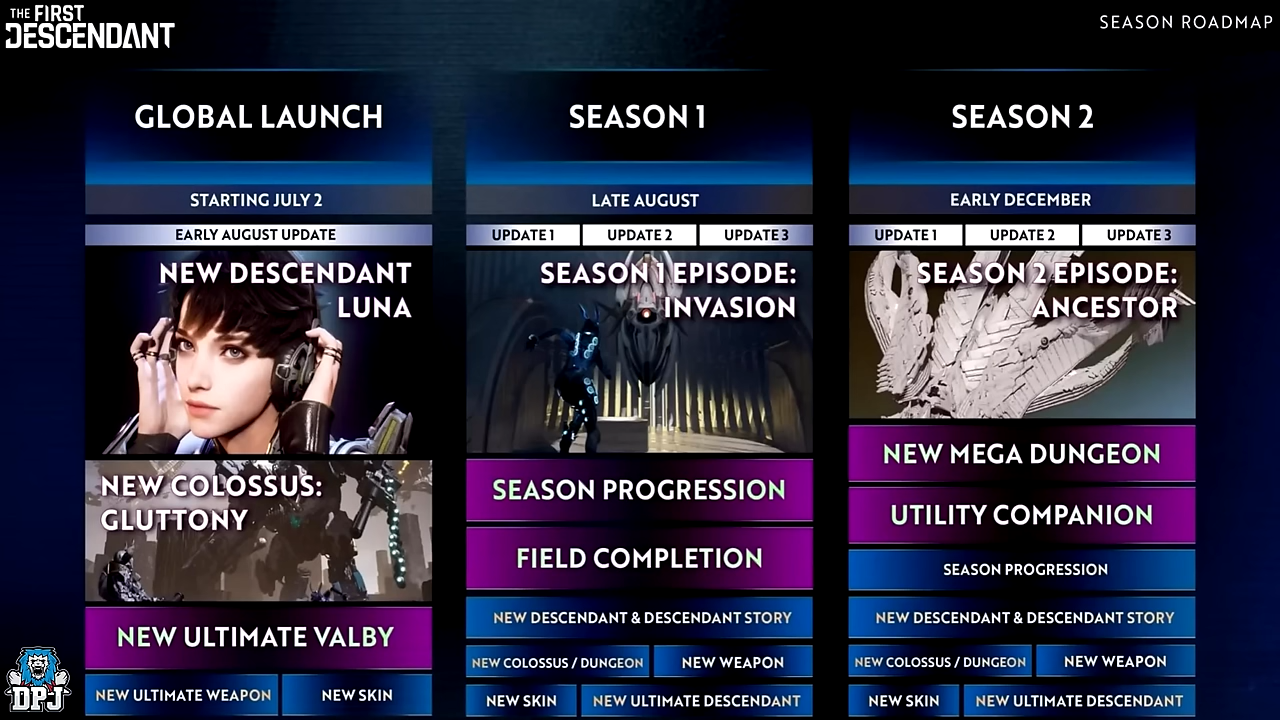 THE FIRST
DESCENDANT
SEASON ROADMAP
GLOBAL LAUNCH
STARTING JULY 2
EARLY AUGUST UPDATE
NEW DESCENDANT
LUNA
NEW COLOSSUS:
GLUTTONY
NEW ULTIMATE VALBY
NEW ULTIMATE WEAPON
NEW SKIN
SEASON 1
LATE AUGUST
UPDATE 1
UPDATE 2
UPDATE 3
SEASON 1 EPISODE:
INVASION
SEASON PROGRESSION
FIELD COMPLETION
NEW DESCENDANT & DESCENDANT STORY
NEW COLOSSUS / DUNGEON
NEW WEAPON
NEW SKIN
NEW ULTIMATE DESCENDANT
SEASON 2
EARLY DECEMBER
UPDATE 1
UPDATE 2
UPDATE 3
SEASON 2 EPISODE:
ANCESTOR
NEW MEGA DUNGEON
UTILITY COMPANION
SEASON PROGRESSION
NEW DESCENDANT & DESCENDANT STORY
NEW COLOSSUS / DUNGEON
NEW WEAPON
NEW SKIN
NEW ULTIMATE DESCENDANT
DPJ